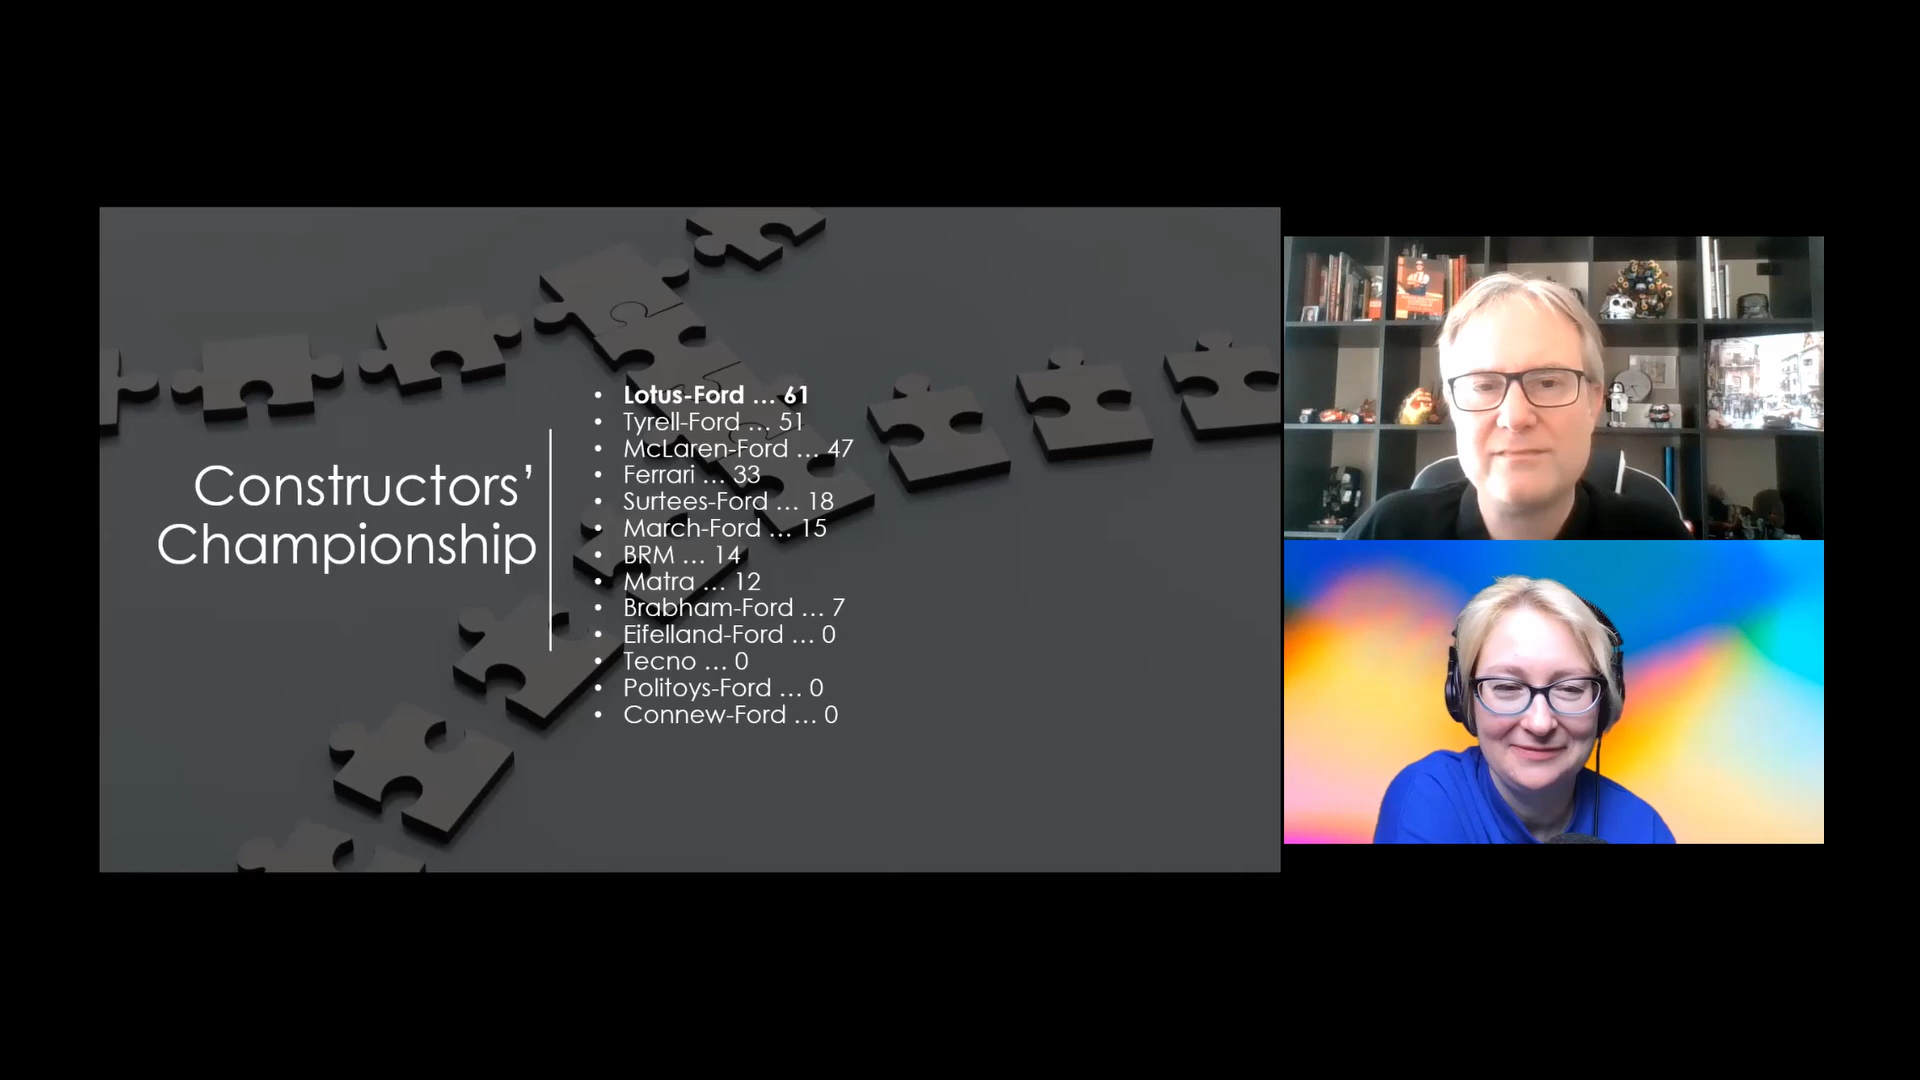 Constructors’
Championship
• Lotus-Ford … 61
• Tyrell-Ford … 51
• McLaren-Ford … 47
• Ferrari … 33
• Surtees-Ford … 18
• March-Ford … 15
• BRM … 14
• Matra … 12
• Brabham-Ford … 7
• Eifelland-Ford … 0
• Tecno … 0
• Politoys-Ford … 0
• Connew-Ford … 0